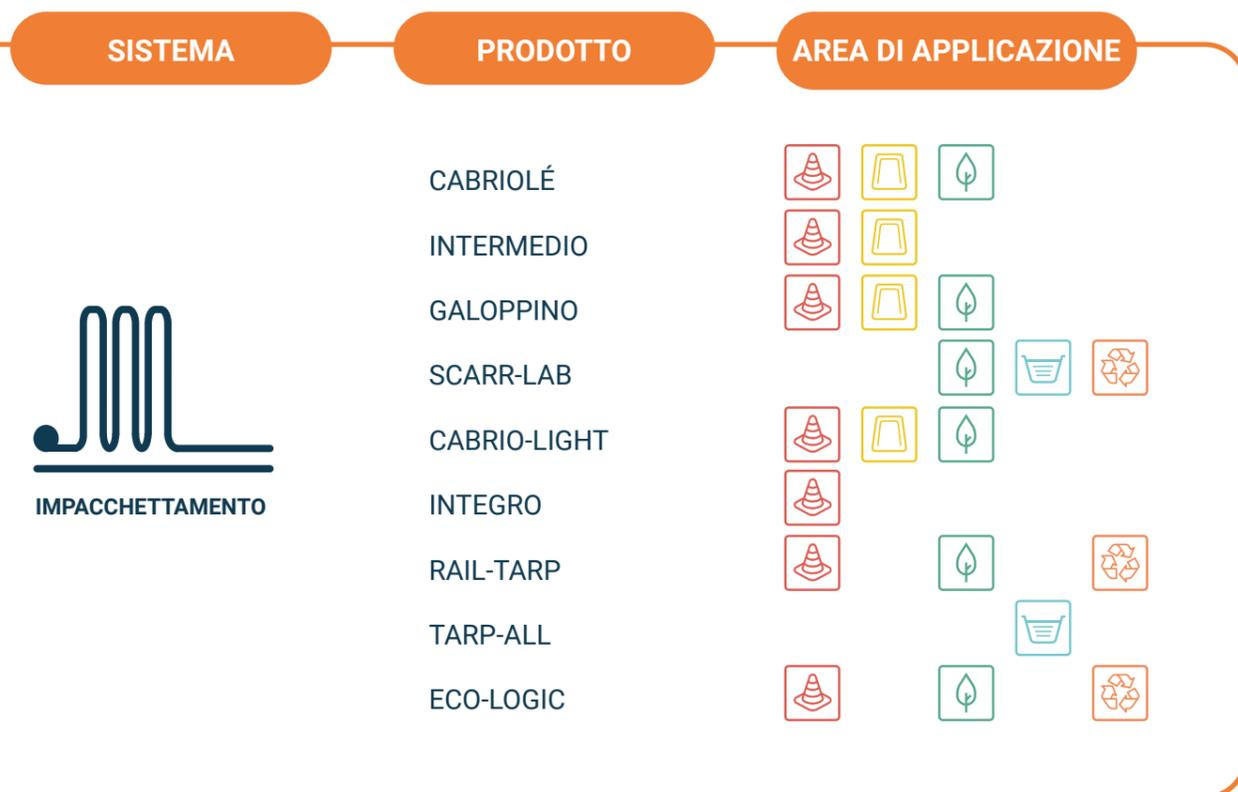 SISTEMA
PRODOTTO
AREA DI APPLICAZIONE
CABRIOLÉ
INTERMEDIO
GALOPPINO
SCARR-LAB
CABRIO-LIGHT
INTEGRO
RAIL-TARP
TARP-ALL
ECO-LOGIC
IMPACCHETTAMENTO